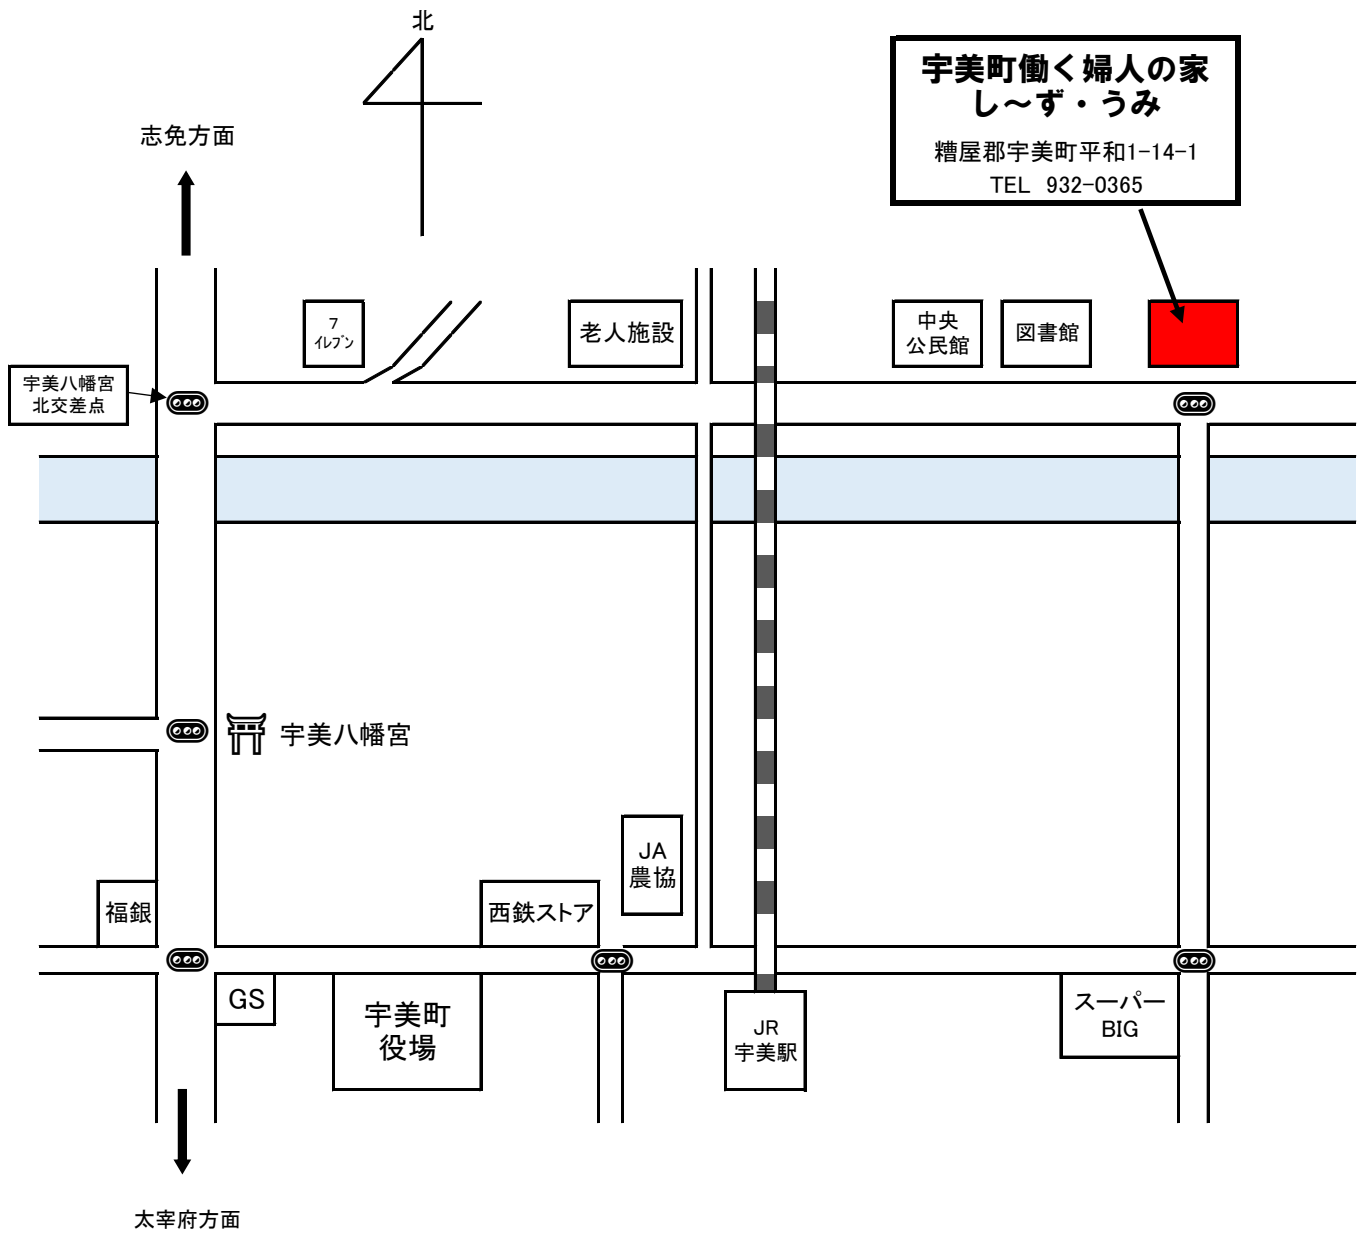 北
宇美町働く婦人の家
し～ず・うみ
糟屋郡宇美町平和1-14-1
TEL 932-0365
志免方面
7
ｲﾚﾌﾞﾝ
老人施設
中央
公民館
図書館
宇美八幡宮
北交差点
宇美八幡宮
JA
農協
福銀
西鉄ストア
GS
宇美町
役場
JR
宇美駅
スーパー
BIG
太宰府方面